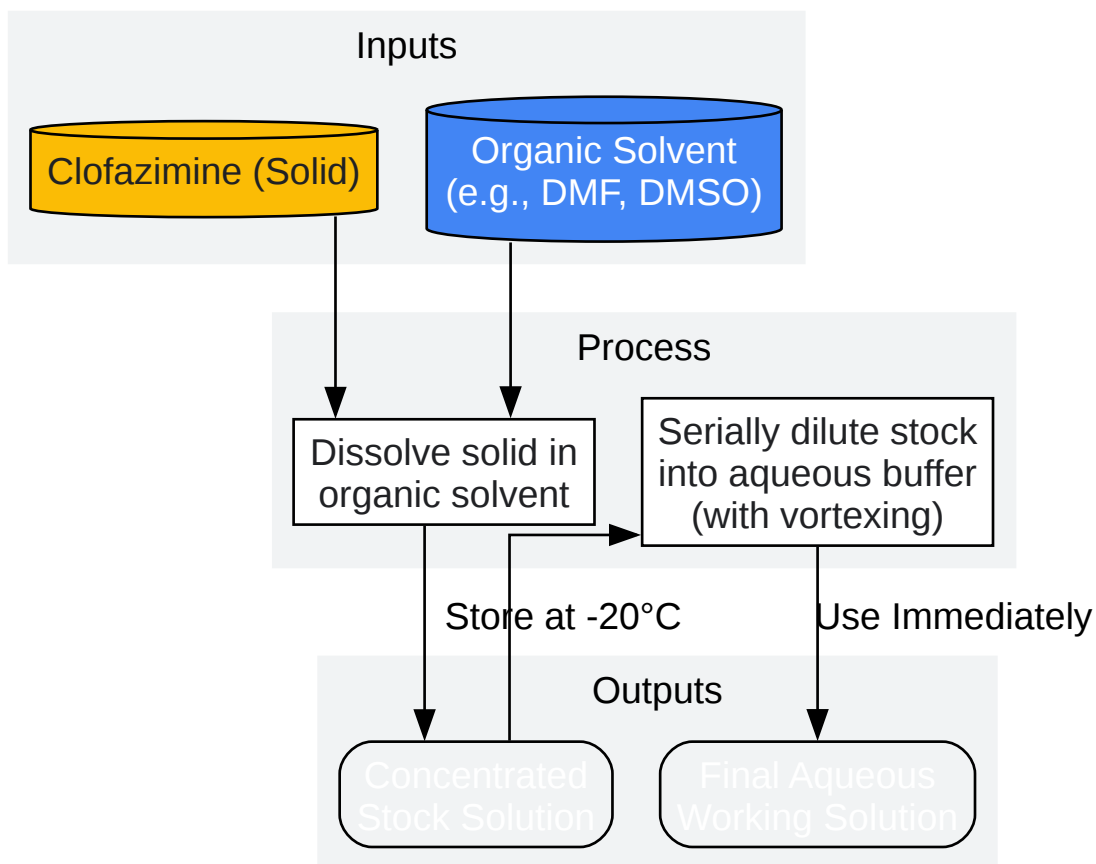 Inputs
Clofazimine (Solid)
Organic Solvent
(e.g., DMF, DMSO)
Process
Dissolve solid in
organic solvent
Serially dilute stock
into aqueous buffer
(with vortexing)
Store at -20°C
Use Immediately
Outputs
Concentrated
Stock Solution
Final Aqueous
Working Solution